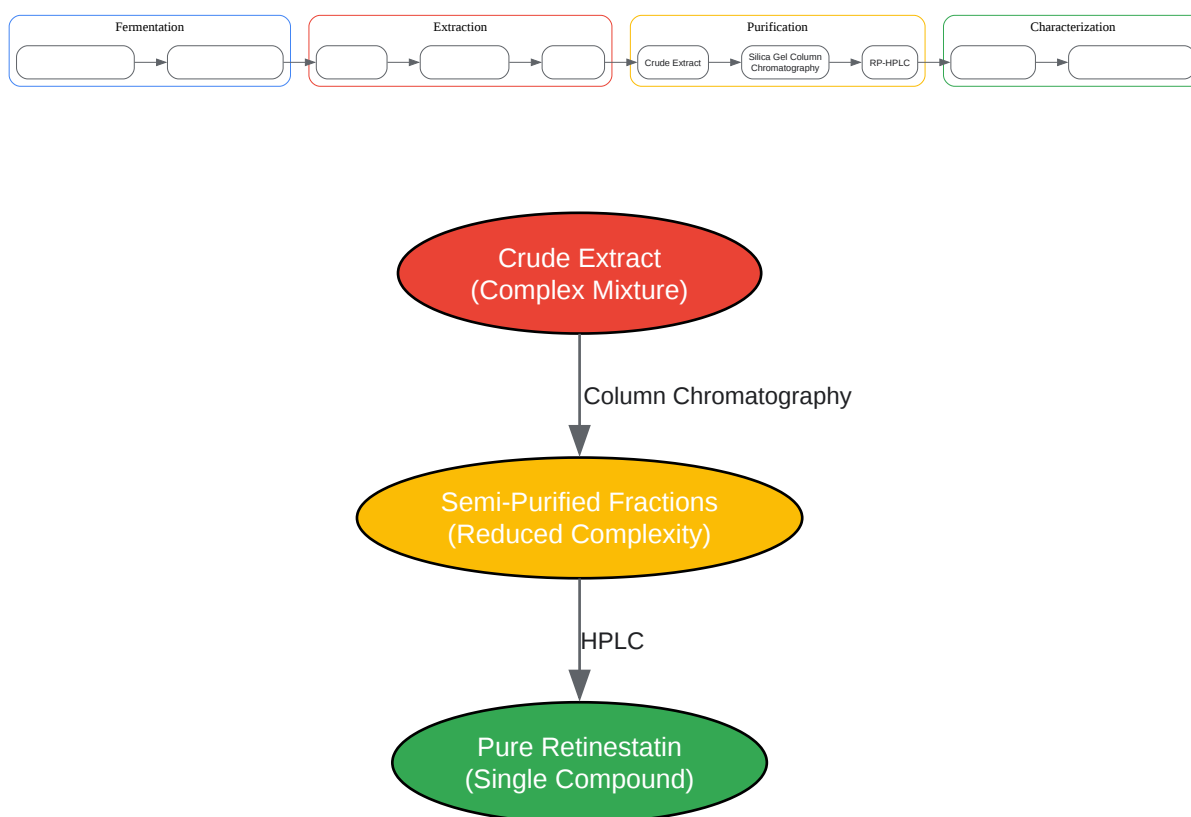 Fermentation
Extraction
Purification
Characterization
Crude Extract
Silica Gel Column
Chromatography
RP-HPLC
Crude Extract
(Complex Mixture)
Column Chromatography
Semi-Purified Fractions
(Reduced Complexity)
HPLC
Pure Retinestatin
(Single Compound)